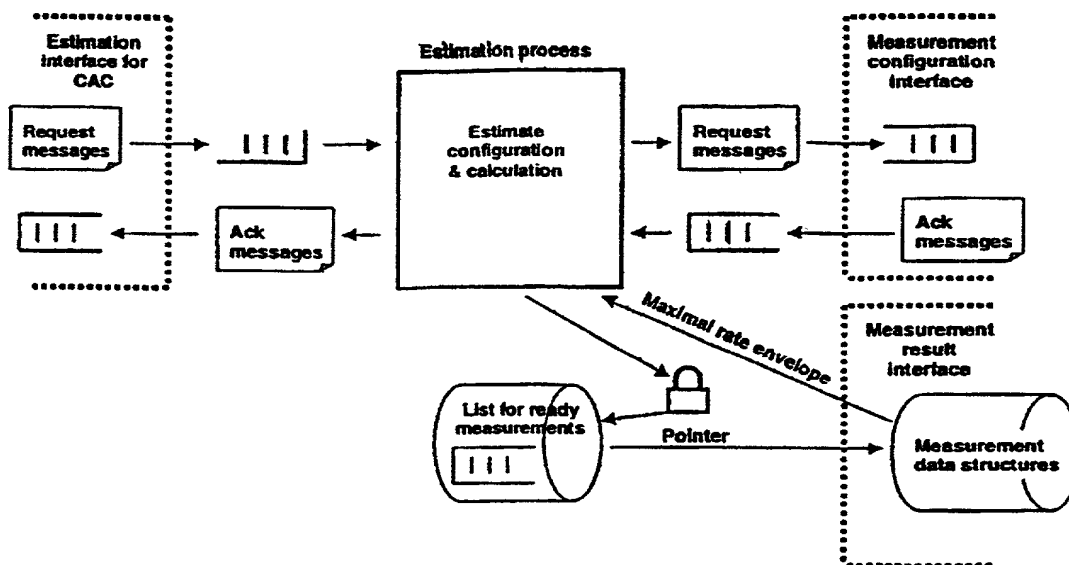 Estimation
interface for
CAC
Estimation process
Measurement
configuration
interface
Request
messages
Estimate
configuration
& calculation
Request
messages
Ack
messages
Ack
messages
Maximal rate envelope
Measurement
result
interface
List for ready
measurements
Pointer
Measurement
data structures